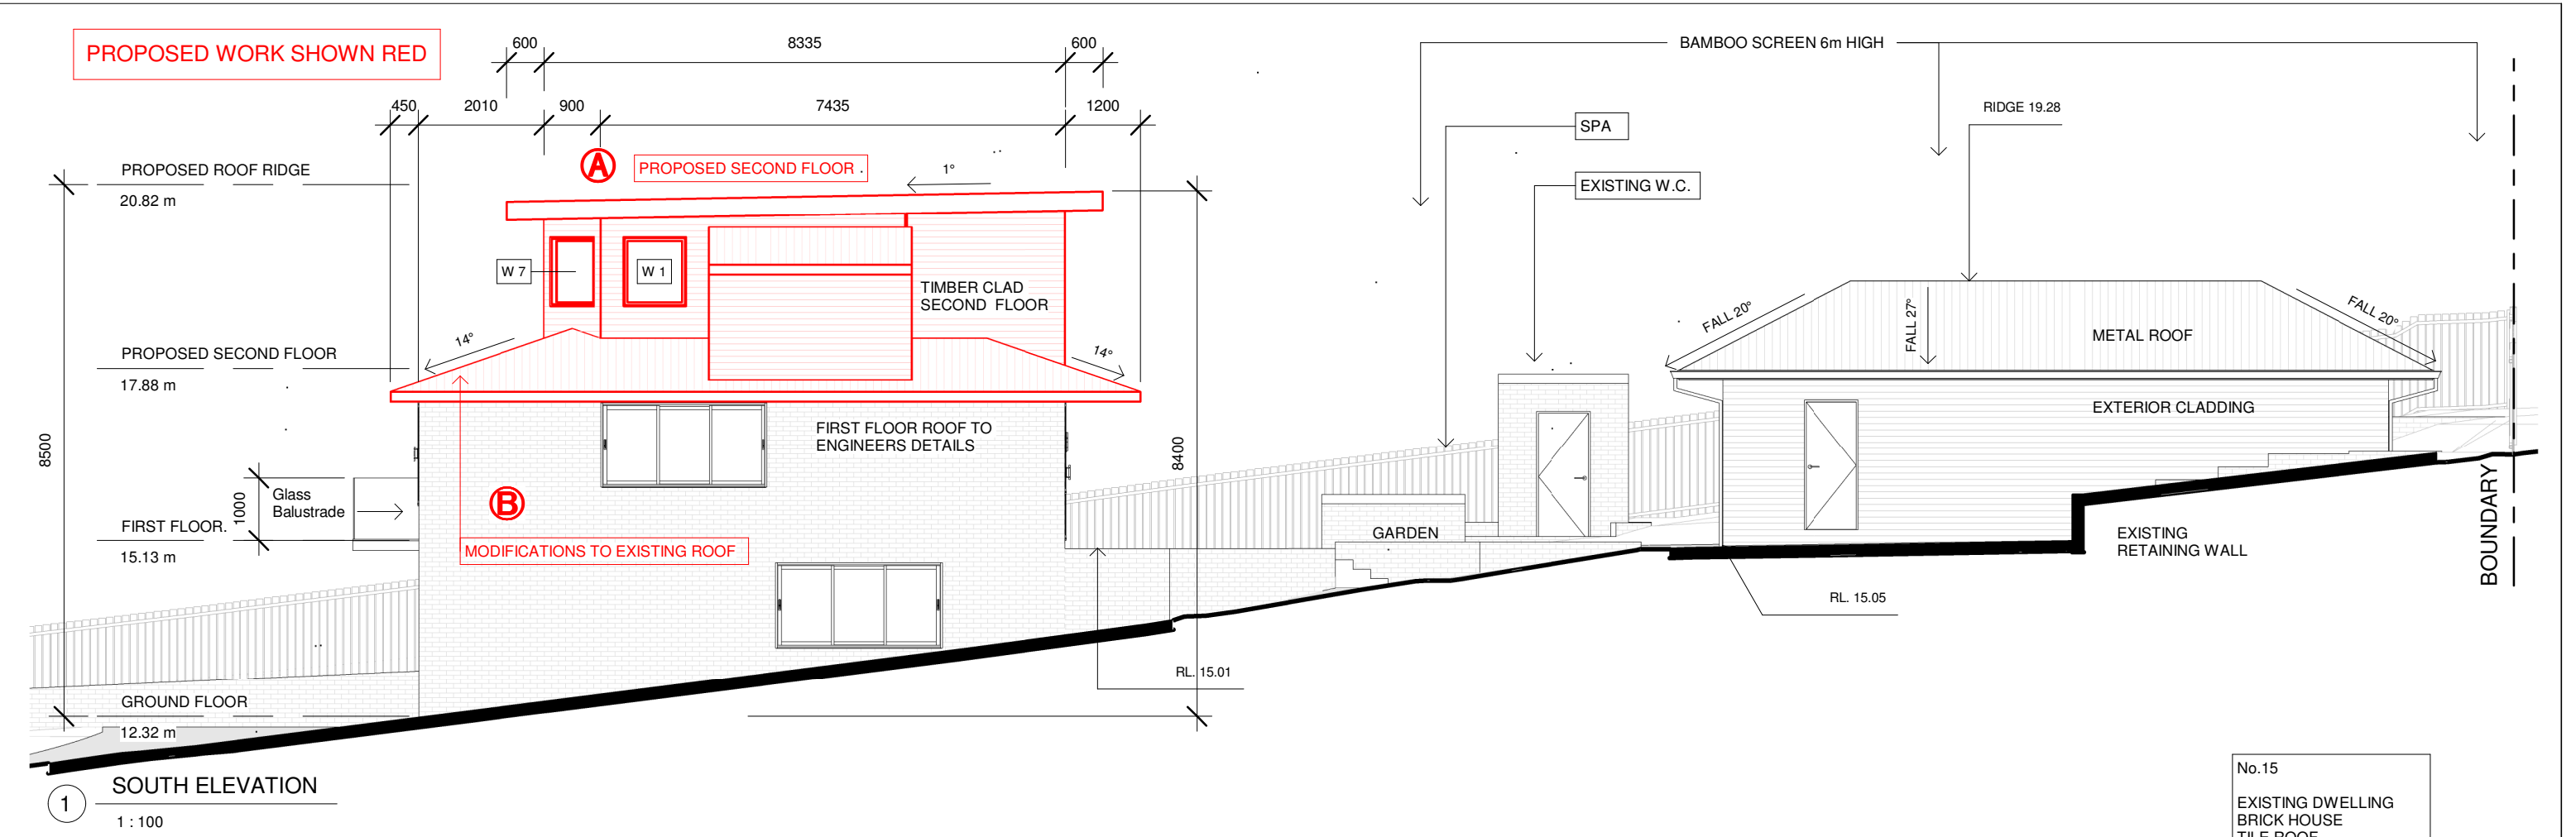 PROPOSED WORK SHOWN RED
600
8335
600
450
2010
900
7435
1200
BAMBOO SCREEN 6m HIGH
RIDGE 19.28
SPA
EXISTING W.C.
PROPOSED ROOF RIDGE
20.82 m
A
PROPOSED SECOND FLOOR
1°
W 7
W 1
TIMBER CLAD
SECOND FLOOR
14°
14°
PROPOSED SECOND FLOOR
17.88 m
FALL 20°
FALL 27°
FALL 20°
METAL ROOF
EXTERIOR CLADDING
FIRST FLOOR ROOF TO
ENGINEERS DETAILS
8500
8400
1000
Glass
Balustrade
B
FIRST FLOOR.
15.13 m
MODIFICATIONS TO EXISTING ROOF
GARDEN
EXISTING
RETAINING WALL
BOUNDARY
RL. 15.05
RL. 15.01
GROUND FLOOR
12.32 m
1
SOUTH ELEVATION
1 : 100
No.15
EXISTING DWELLING
BRICK HOUSE
TILE ROOF